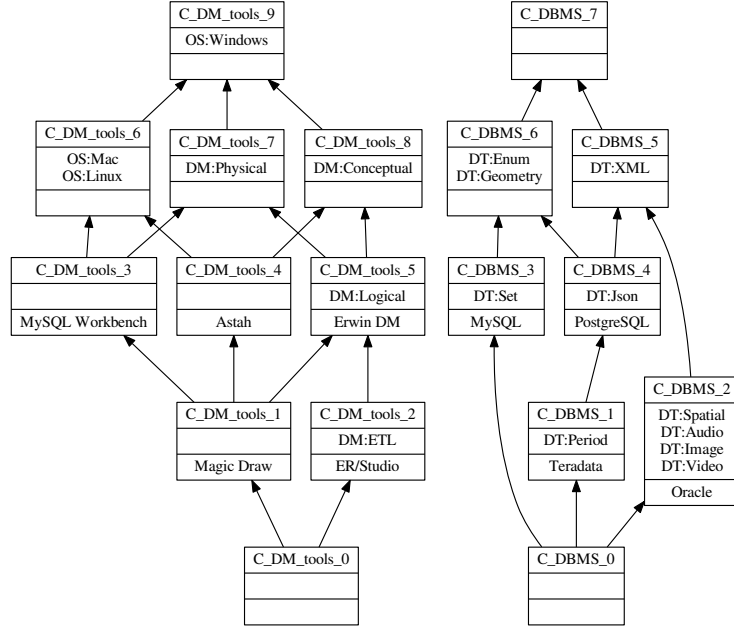 C_DM_tools_9
OS:Windows
C_DBMS_7
C_DM_tools_6
OS:Mac
OS:Linux
C_DM_tools_7
DM:Physical
C_DM_tools_8
DM:Conceptual
C_DBMS_6
DT:Enum
DT:Geometry
C_DBMS_5
DT:XML
C_DM_tools_3
MySQL Workbench
C_DM_tools_4
Astah
C_DM_tools_5
DM:Logical
Erwin DM
C_DBMS_3
DT:Set
MySQL
C_DBMS_4
DT:Json
PostgreSQL
C_DM_tools_1
Magic Draw
C_DM_tools_2
DM:ETL
ER/Studio
C_DBMS_1
DT:Period
Teradata
C_DBMS_2
DT:Spatial
DT:Audio
DT:Image
DT:Video
Oracle
C_DM_tools_0
C_DBMS_0